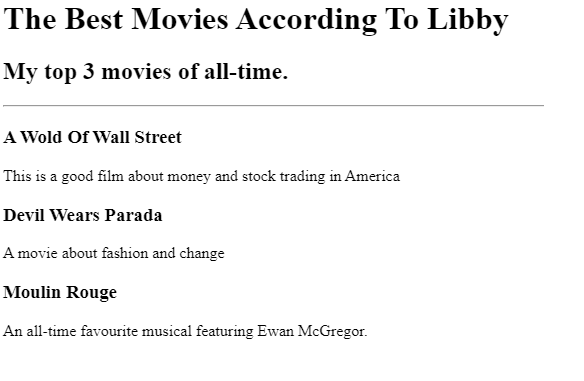 The Best Movies According To Libby
My top 3 movies of all-time.
A Wold Of Wall Street
This is a good film about money and stock trading in America
Devil Wears Parada
A movie about fashion and change
Moulin Rouge
An all-time favourite musical featuring Ewan McGregor.